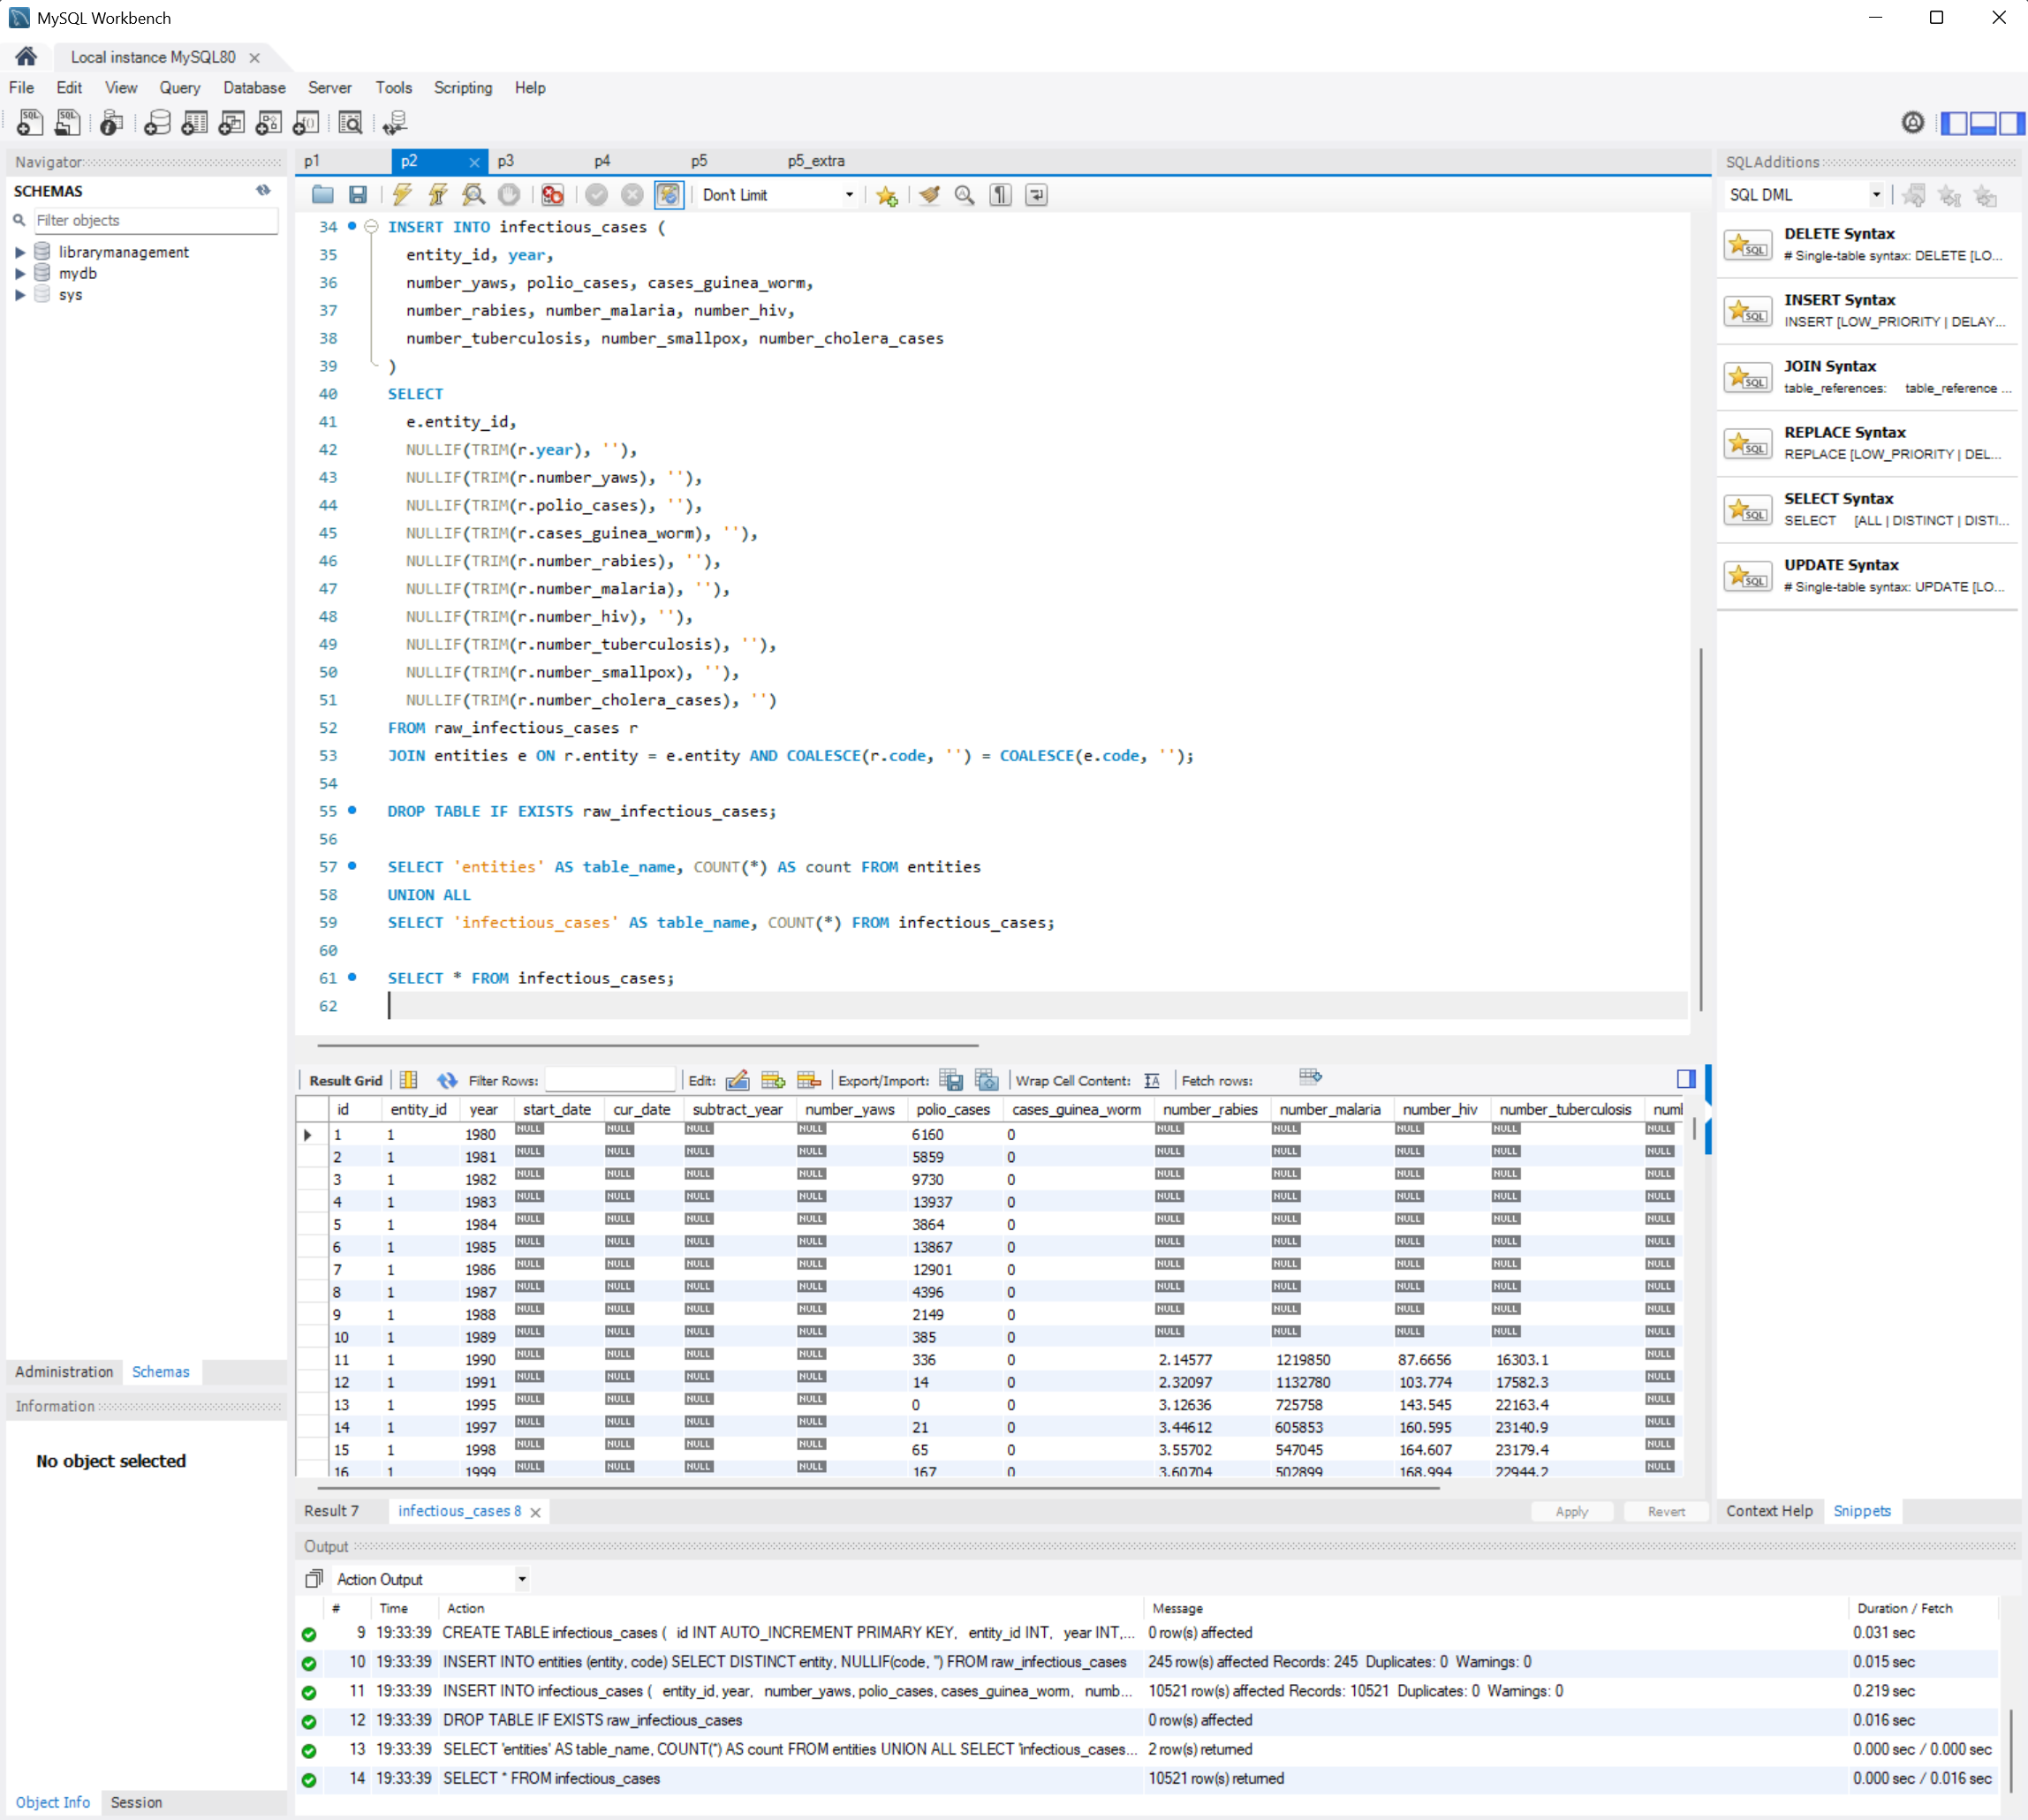 MySQL Workbench
Local instance MySQL80
File Edit View Query Database Server Tools Scripting Help
Navigator
SCHEMAS
Filter objects
librarymanagement
mydb
sys
Administration Schemas
Information
No object selected
Object Info Session
p1 p2 p3 p4 p5 p5_extra
Don't Limit
34 INSERT INTO infectious_cases (
35 entity_id, year,
36 number_yaws, polio_cases, cases_guinea_worm,
37 number_rabies, number_malaria, number_hiv,
38 number_tuberculosis, number_smallpox, number_cholera_cases
39 )
40 SELECT
41 e.entity_id,
42 NULLIF(TRIM(r.year), ''),
43 NULLIF(TRIM(r.number_yaws), ''),
44 NULLIF(TRIM(r.polio_cases), ''),
45 NULLIF(TRIM(r.cases_guinea_worm), ''),
46 NULLIF(TRIM(r.number_rabies), ''),
47 NULLIF(TRIM(r.number_malaria), ''),
48 NULLIF(TRIM(r.number_hiv), ''),
49 NULLIF(TRIM(r.number_tuberculosis), ''),
50 NULLIF(TRIM(r.number_smallpox), ''),
51 NULLIF(TRIM(r.number_cholera_cases), '')
52 FROM raw_infectious_cases r
53 JOIN entities e ON r.entity = e.entity AND COALESCE(r.code, '') = COALESCE(e.code, '');
54
55 DROP TABLE IF EXISTS raw_infectious_cases;
56
57 SELECT 'entities' AS table_name, COUNT(*) AS count FROM entities
58 UNION ALL
59 SELECT 'infectious_cases' AS table_name, COUNT(*) FROM infectious_cases;
60
61 SELECT * FROM infectious_cases;
62
Result Grid Filter Rows: Edit: Export/Import: Wrap Cell Content: Fetch rows:
id entity_id year start_date cur_date subtract_year number_yaws polio_cases cases_guinea_worm number_rabies number_malaria number_hiv number_tuberculosis numl
1 1 1980 NULL NULL NULL NULL 6160 0 NULL NULL NULL NULL NULL
2 1 1981 NULL NULL NULL NULL 5859 0 NULL NULL NULL NULL NULL
3 1 1982 NULL NULL NULL NULL 9730 0 NULL NULL NULL NULL NULL
4 1 1983 NULL NULL NULL NULL 13937 0 NULL NULL NULL NULL NULL
5 1 1984 NULL NULL NULL NULL 3864 0 NULL NULL NULL NULL NULL
6 1 1985 NULL NULL NULL NULL 13867 0 NULL NULL NULL NULL NULL
7 1 1986 NULL NULL NULL NULL 12901 0 NULL NULL NULL NULL NULL
8 1 1987 NULL NULL NULL NULL 4396 0 NULL NULL NULL NULL NULL
9 1 1988 NULL NULL NULL NULL 2149 0 NULL NULL NULL NULL NULL
10 1 1989 NULL NULL NULL NULL 385 0 NULL NULL NULL NULL NULL
11 1 1990 NULL NULL NULL NULL 336 0 2.14577 1219850 87.6656 16303.1 NULL
12 1 1991 NULL NULL NULL NULL 14 0 2.32097 1132780 103.774 17582.3 NULL
13 1 1995 NULL NULL NULL NULL 0 0 3.12636 725758 143.545 22163.4 NULL
14 1 1997 NULL NULL NULL NULL 21 0 3.44612 605853 160.595 23140.9 NULL
15 1 1998 NULL NULL NULL NULL 65 0 3.55702 547045 164.607 23179.4 NULL
16 1 1999 NULL NULL NULL NULL 167 0 3.60704 502899 168.994 22944.2 NULL
Result 7 infectious_cases 8 Apply Revert
Output
Action Output
# Time Action Message Duration / Fetch
9 19:33:39 CREATE TABLE infectious_cases ( id INT AUTO_INCREMENT PRIMARY KEY, entity_id INT, year INT,... 0 row(s) affected 0.031 sec
10 19:33:39 INSERT INTO entities (entity, code) SELECT DISTINCT entity, NULLIF(code, '') FROM raw_infectious_cases 245 row(s) affected Records: 245 Duplicates: 0 Warnings: 0 0.015 sec
11 19:33:39 INSERT INTO infectious_cases ( entity_id, year, number_yaws, polio_cases, cases_guinea_worm, numb... 10521 row(s) affected Records: 10521 Duplicates: 0 Warnings: 0 0.219 sec
12 19:33:39 DROP TABLE IF EXISTS raw_infectious_cases 0 row(s) affected 0.016 sec
13 19:33:39 SELECT 'entities' AS table_name, COUNT(*) AS count FROM entities UNION ALL SELECT 'infectious_cases... 2 row(s) returned 0.000 sec / 0.000 sec
14 19:33:39 SELECT * FROM infectious_cases 10521 row(s) returned 0.000 sec / 0.016 sec
SQLAdditions
SQL DML
DELETE Syntax
# Single-table syntax: DELETE [LO...
INSERT Syntax
INSERT [LOW_PRIORITY | DELAY...
JOIN Syntax
table_references: table_reference ...
REPLACE Syntax
REPLACE [LOW_PRIORITY | DEL...
SELECT Syntax
SELECT [ALL | DISTINCT | DISTI...
UPDATE Syntax
# Single-table syntax: UPDATE [LO...
Context Help Snippets